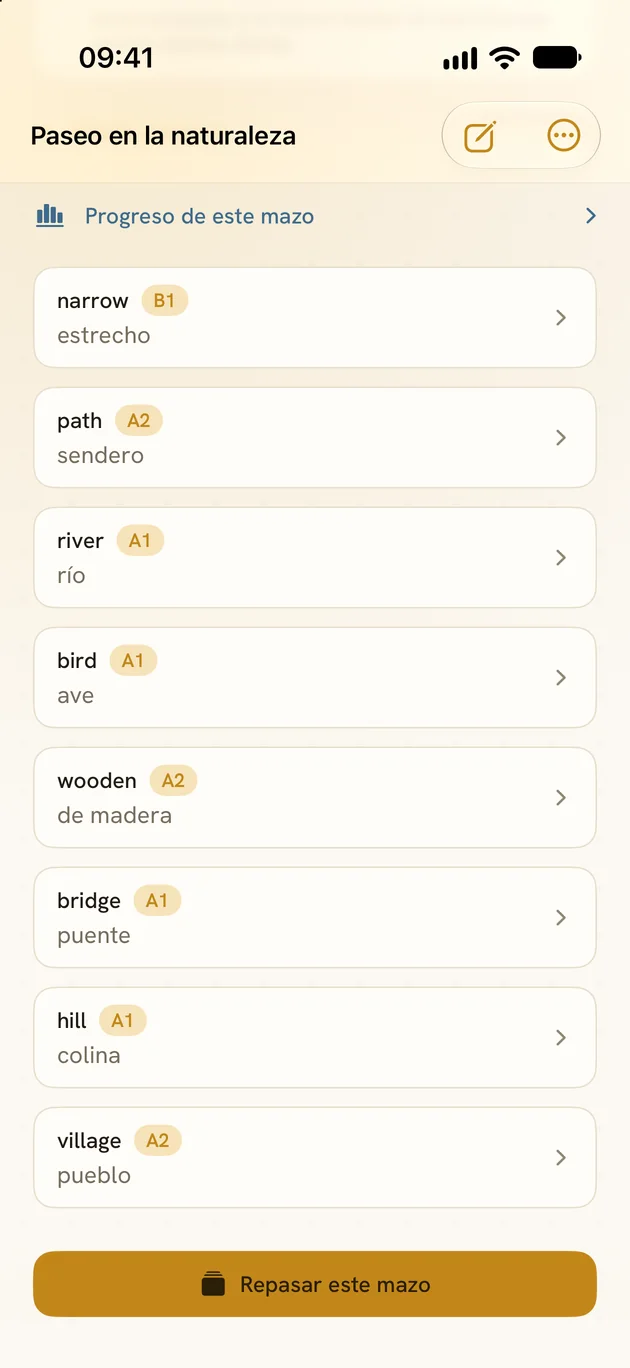 09:41
Paseo en la naturaleza
Progreso de este mazo
narrow B1
estrecho
path A2
sendero
river A1
río
bird A1
ave
wooden A2
de madera
bridge A1
puente
hill A1
colina
village A2
pueblo
Repasar este mazo